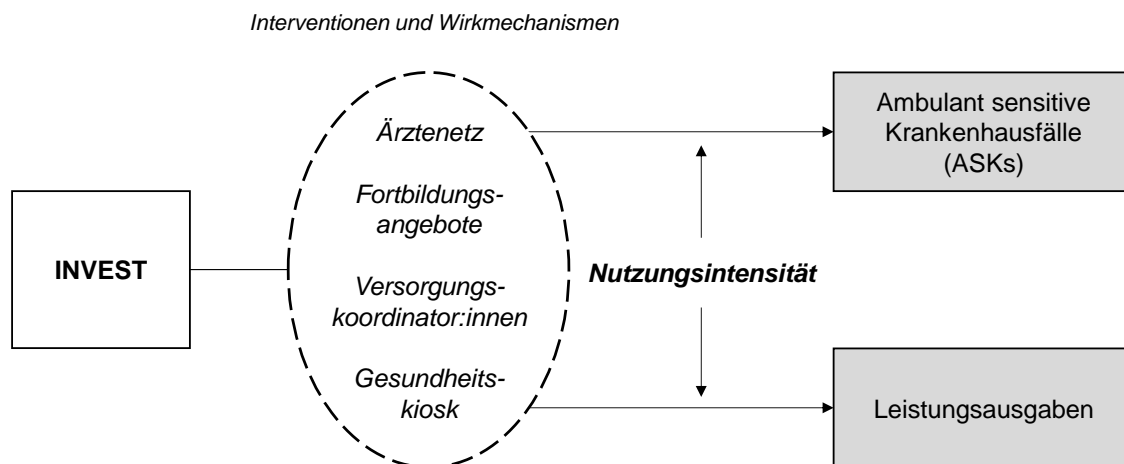 Interventionen und Wirkmechanismen
INVEST
Ärztenetz
Fortbildungs-
angebote
Versorgungs-
koordinator:innen
Gesundheits-
kiosk
Nutzungsintensität
Ambulant sensitive
Krankenhausfälle
(ASKs)
Leistungsausgaben